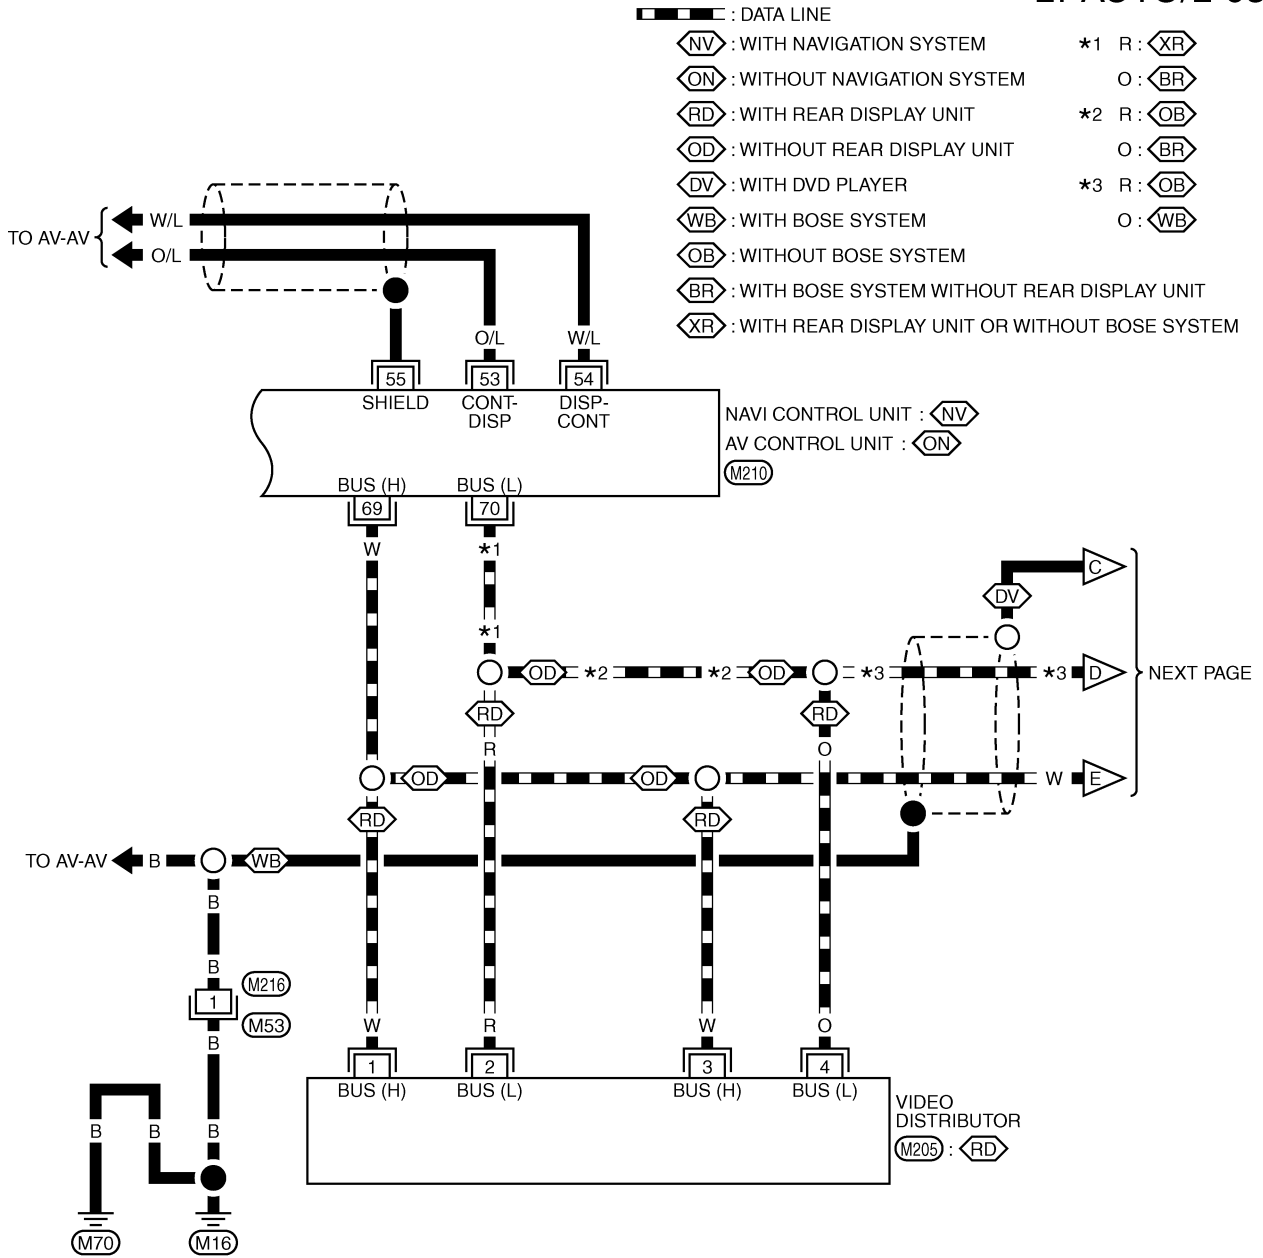 : DATA LINE
NV : WITH NAVIGATION SYSTEM *1 R : XR
ON : WITHOUT NAVIGATION SYSTEM O : BR
RD : WITH REAR DISPLAY UNIT *2 R : OB
OD : WITHOUT REAR DISPLAY UNIT O : BR
DV : WITH DVD PLAYER *3 R : OB
WB : WITH BOSE SYSTEM O : WB
OB : WITHOUT BOSE SYSTEM
BR : WITH BOSE SYSTEM WITHOUT REAR DISPLAY UNIT
XR : WITH REAR DISPLAY UNIT OR WITHOUT BOSE SYSTEM
W/L
TO AV-AV
O/L
O/L W/L
55 53 54
SHIELD CONT-DISP DISP-CONT
NAVI CONTROL UNIT : NV
AV CONTROL UNIT : ON
M210
BUS (H) BUS (L)
69 70
W *1
C
DV
*1
OD *2 *2 OD *3 *3 D NEXT PAGE
RD RD
R O
OD OD W E
RD RD
TO AV-AV B WB
B
B M216
1
M53
B
W R W O
1 2 3 4
BUS (H) BUS (L) BUS (H) BUS (L)
VIDEO
DISTRIBUTOR
M205 : RD
B B B
M70 M16